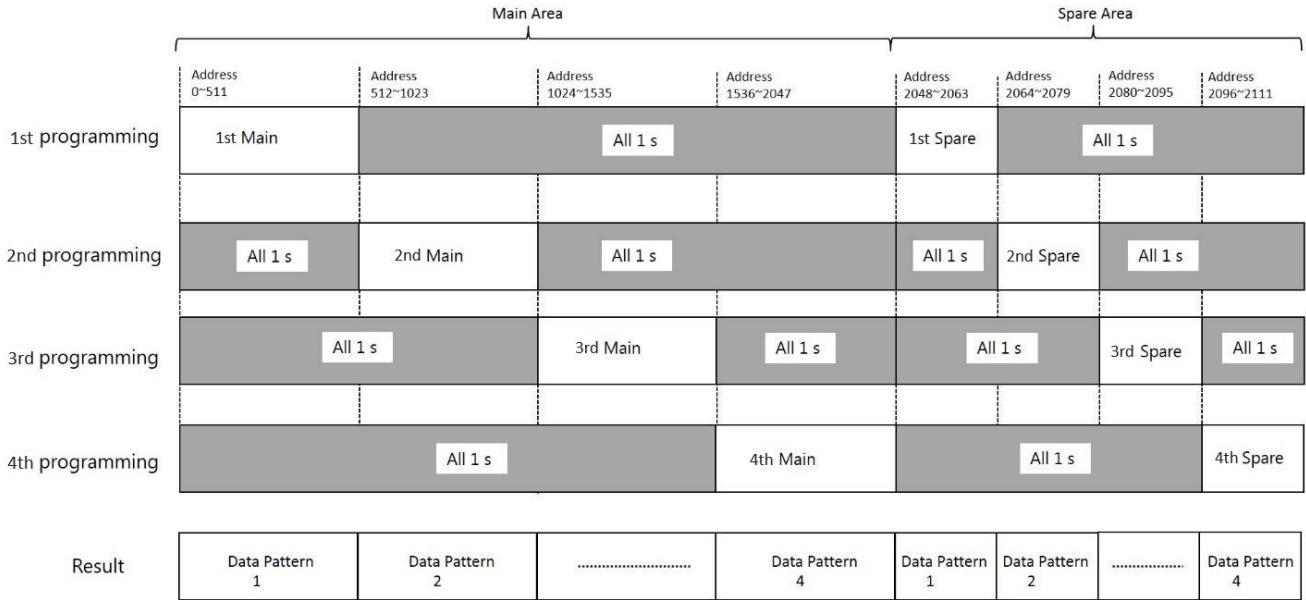 Main Area
Spare Area
Address
0~511
Address
512~1023
Address
1024~1535
Address
1536~2047
Address
2048~2063
Address
2064~2079
Address
2080~2095
Address
2096~2111
1st programming
1st Main
All 1 s
1st Spare
All 1 s
2nd programming
All 1 s
2nd Main
All 1 s
All 1 s
2nd Spare
All 1 s
3rd programming
All 1 s
3rd Main
All 1 s
All 1 s
3rd Spare
All 1 s
4th programming
All 1 s
4th Main
All 1 s
4th Spare
Result
Data Pattern
1
Data Pattern
2
............................
Data Pattern
4
Data Pattern
1
Data Pattern
2
..................
Data Pattern
4